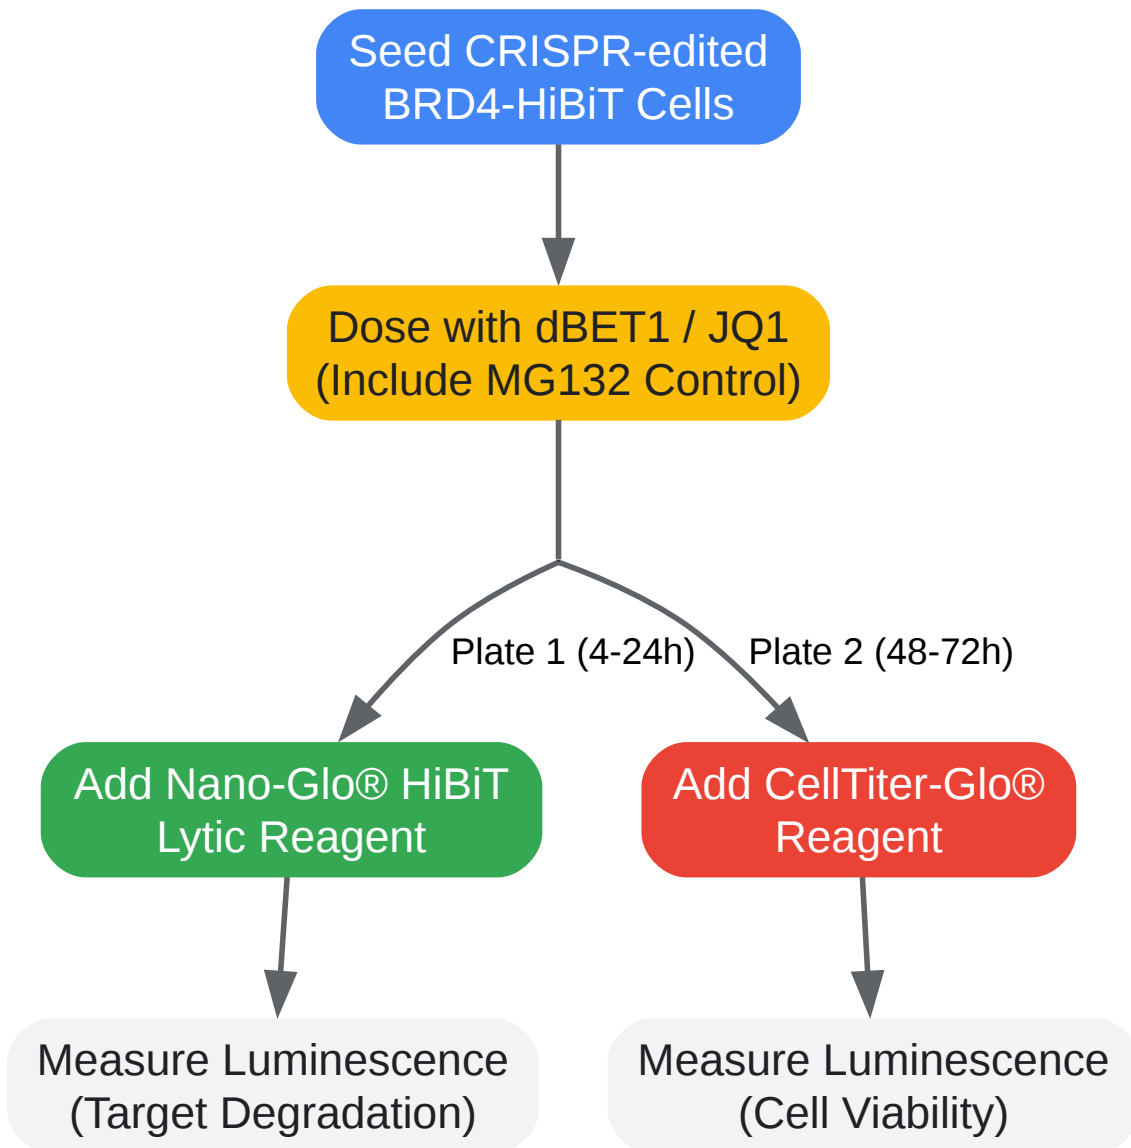 Seed CRISPR-edited
BRD4-HiBiT Cells
Dose with dBET1 / JQ1
(Include MG132 Control)
Plate 1 (4-24h)
Plate 2 (48-72h)
Add Nano-Glo® HiBiT
Lytic Reagent
Add CellTiter-Glo®
Reagent
Measure Luminescence
(Target Degradation)
Measure Luminescence
(Cell Viability)